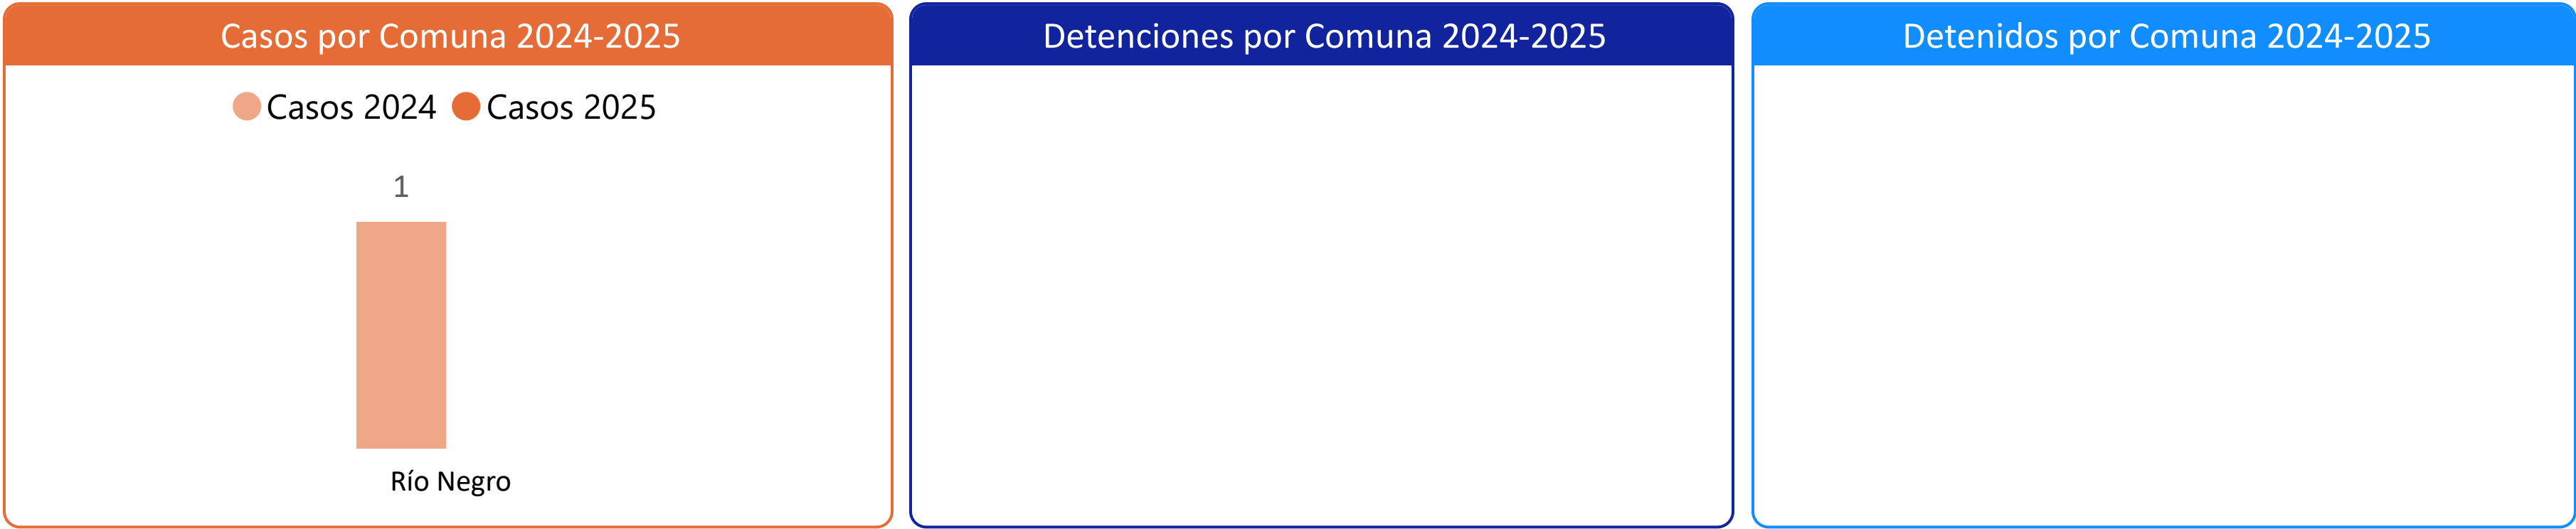 Casos por Comuna 2024-2025
Casos 2024 Casos 2025
1
Río Negro
Detenciones por Comuna 2024-2025
Detenidos por Comuna 2024-2025